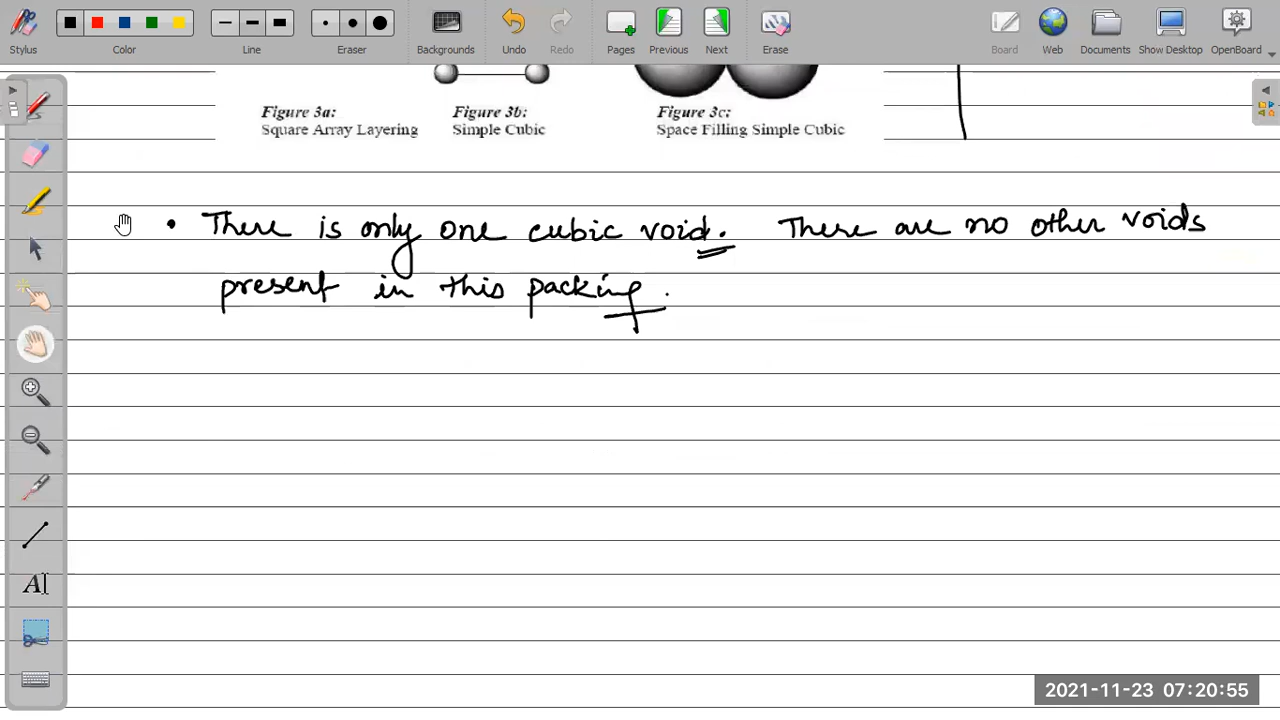 Stylus Color Line Eraser Backgrounds Undo Redo Pages Previous Next Erase Board Web Documents Show Desktop OpenBoard
Figure 3a: Figure 3b: Figure 3c:
Square Array Layering Simple Cubic Space Filling Simple Cubic
• There is only one cubic void. There are no other voids
present in this packing.
2021-11-23 07:20:55